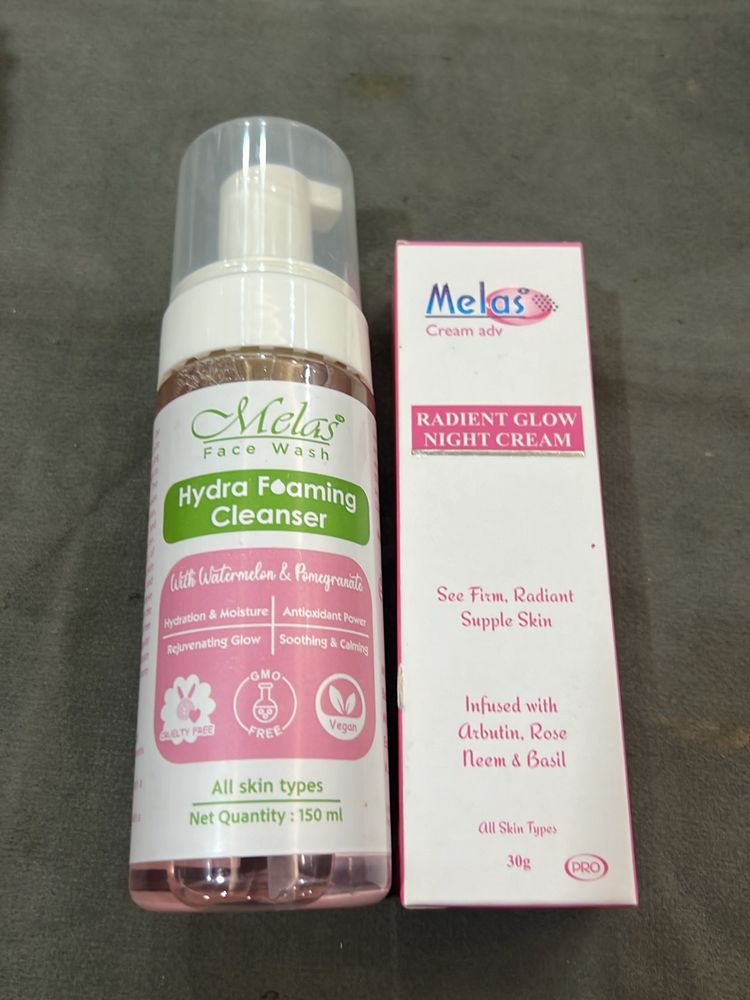 Melas
Face Wash
Hydra Foaming
Cleanser
With Watermelon & Pomegranate
Hydration & Moisture
Antioxidant Power
Rejuvenating Glow
Soothing & Calming
CRUELTY FREE
GMO
FREE
Vegan
All skin types
Net Quantity : 150 ml
Melas
Cream adv
RADIENT GLOW
NIGHT CREAM
See Firm, Radiant
Supple Skin
Infused with
Arbutin, Rose
Neem & Basil
All Skin Types
30g
PRO